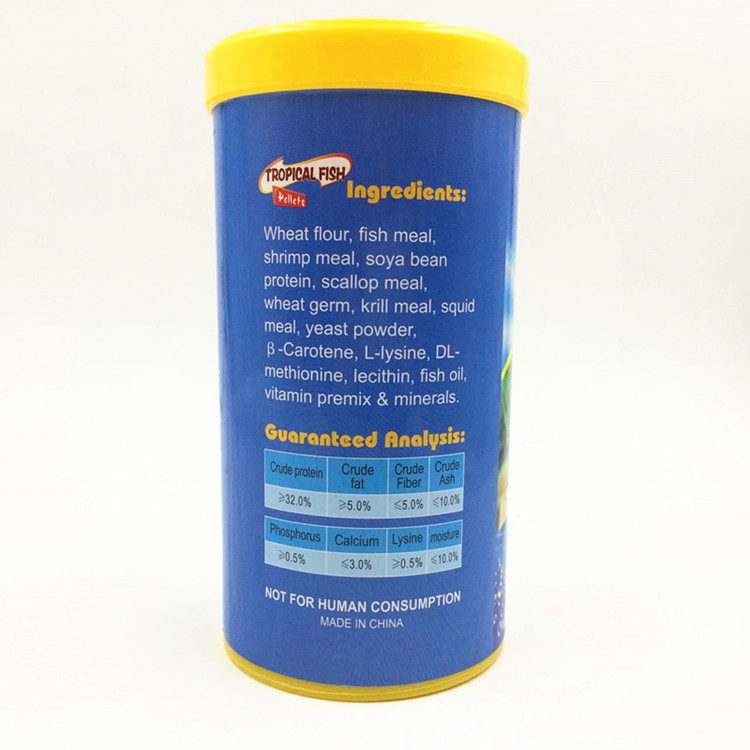 TROPICAL FISH
Pellets
Ingredients:
Wheat flour, fish meal,
shrimp meal, soya bean
protein, scallop meal,
wheat germ, krill meal, squid
meal, yeast powder,
β-Carotene, L-lysine, DL-
methionine, lecithin, fish oil,
vitamin premix & minerals.
Guaranteed Analysis:
Crude protein Crude fat Crude Fiber Crude Ash
≥32.0% ≥5.0% ≤5.0% ≤10.0%
Phosphorus Calcium Lysine moisture
≥0.5% ≤3.0% ≥0.5% ≤10.0%
NOT FOR HUMAN CONSUMPTION
MADE IN CHINA